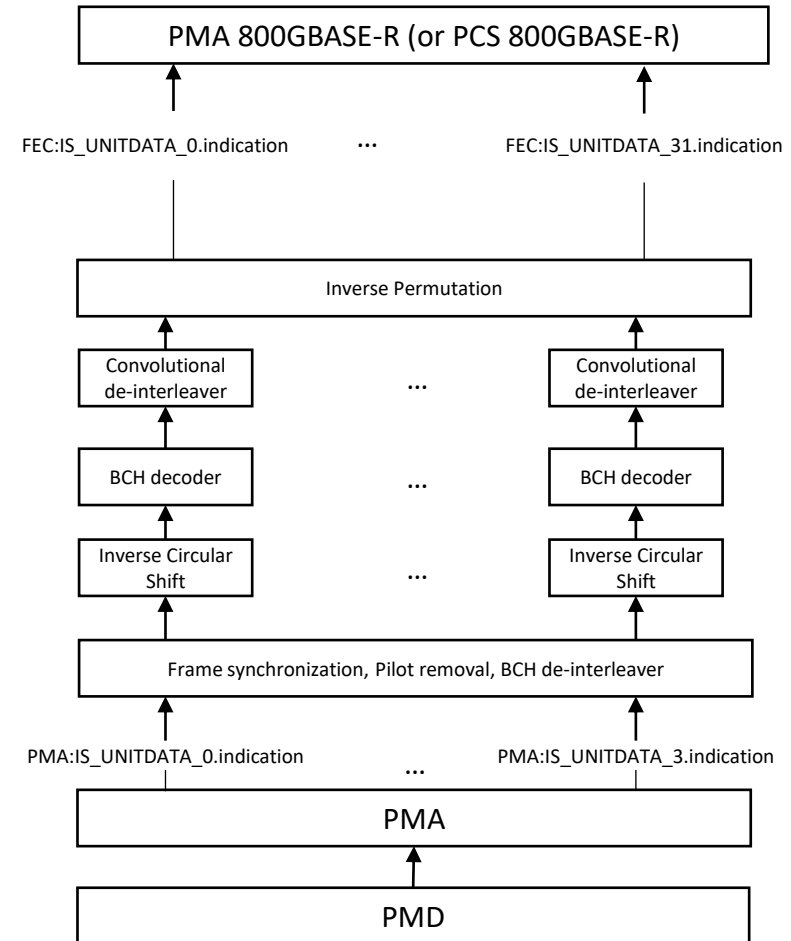 PMA 800GBASE-R (or PCS 800GBASE-R)
FEC:IS_UNITDATA_0.indication ... FEC:IS_UNITDATA_31.indication
Inverse Permutation
Convolutional
de-interleaver
...
Convolutional
de-interleaver
BCH decoder
...
BCH decoder
Inverse Circular
Shift
...
Inverse Circular
Shift
Frame synchronization, Pilot removal, BCH de-interleaver
PMA:IS_UNITDATA_0.indication ... PMA:IS_UNITDATA_3.indication
PMA
PMD